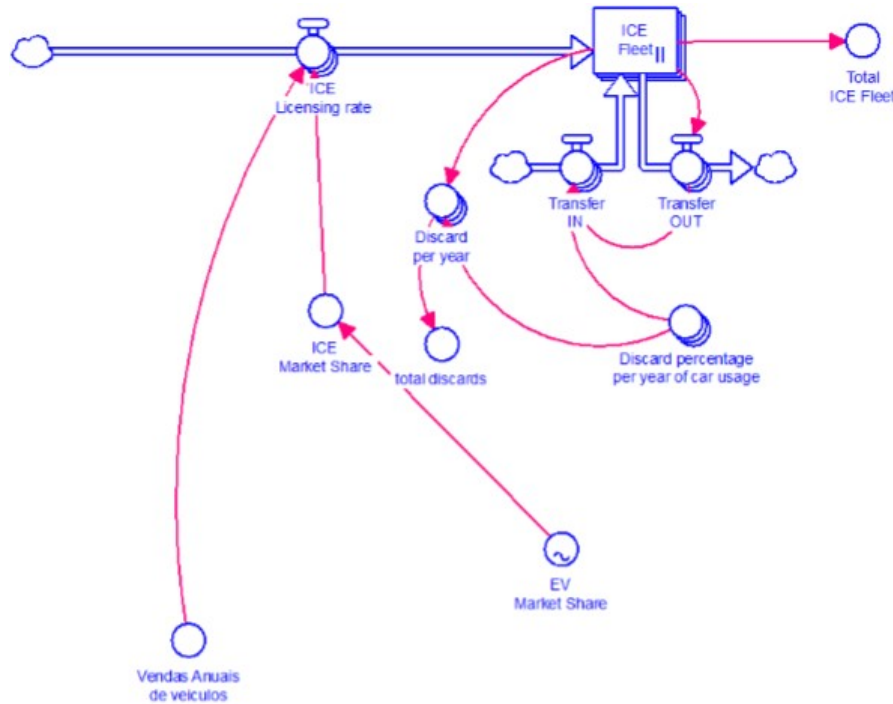 ICE
Fleet
Total
ICE Fleet
ICE
Licensing rate
Transfer
IN
Transfer
OUT
Discard
per year
ICE
Market Share
total discards
Discard percentage
per year of car usage
EV
Market Share
Vendas Anuais
de veiculos